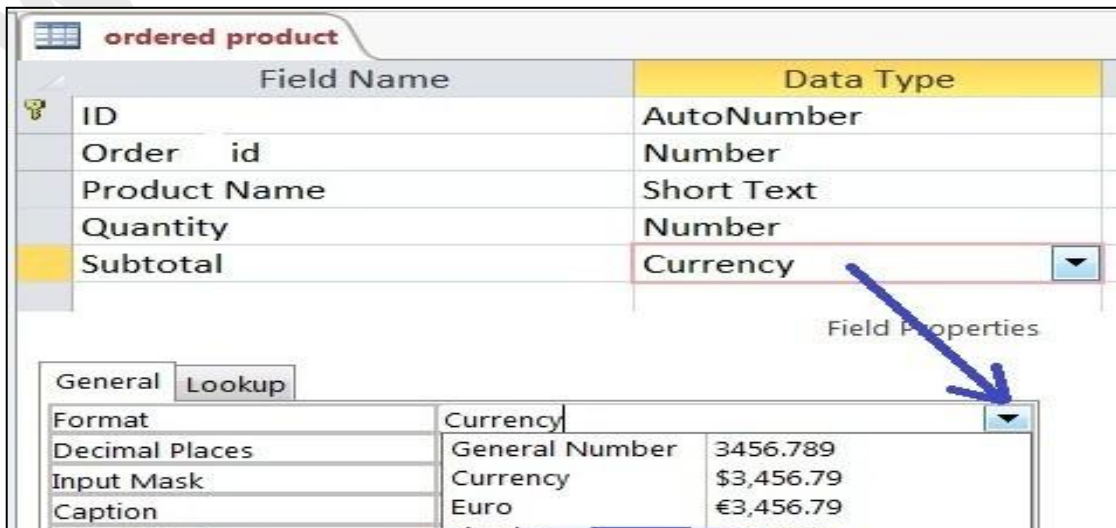 ordered product
Field Name Data Type
ID AutoNumber
Order id Number
Product Name Short Text
Quantity Number
Subtotal Currency
Field Properties
General Lookup
Format Currency
Decimal Places General Number 3456.789
Input Mask Currency $3,456.79
Caption Euro €3,456.79